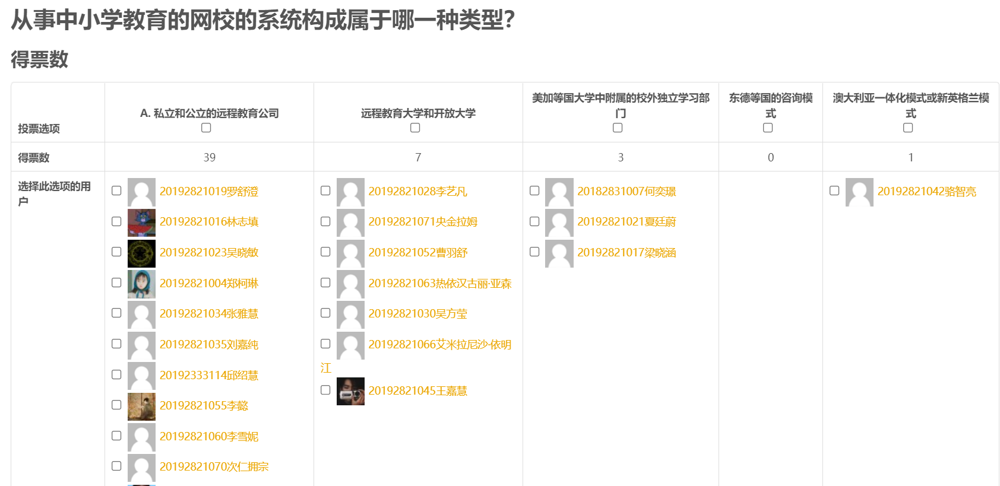 从事中小学教育的网校的系统构成属于哪一种类型？
得票数
投票选项
A. 私立和公立的远程教育公司
远程教育大学和开放大学
美加等国大学中附属的校外独立学习部
门
东德等国的咨询模
式
澳大利亚一体化模式或新英格兰模
式
得票数
39
7
3
0
1
选择此选项的用
户
20192821019罗舒澄
20192821016林志填
20192821023吴晓敏
20192821004郑柯琳
20192821034张雅慧
20192821035刘嘉纯
20192333114邱绍慧
20192821055李懿
20192821060李雪妮
20192821070次仁拥宗
20192821028李艺凡
20192821071央金拉姆
20192821052曹羽舒
20192821063热依汉古丽·亚森
20192821030吴方莹
20192821066艾米拉尼沙·依明
江
20192821045王嘉慧
20182831007何奕璟
20192821021夏廷蔚
20192821017梁晓涵
20192821042骆智亮